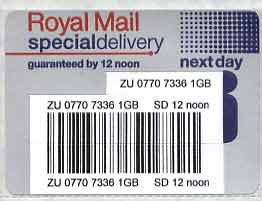 Royal Mail
specialdelivery
guaranteed by 12 noon
next day
ZU 0770 7336 1GB
ZU 0770 7336 1GB SD 12 noon
ZU 0770 7336 1GB SD 12 noon